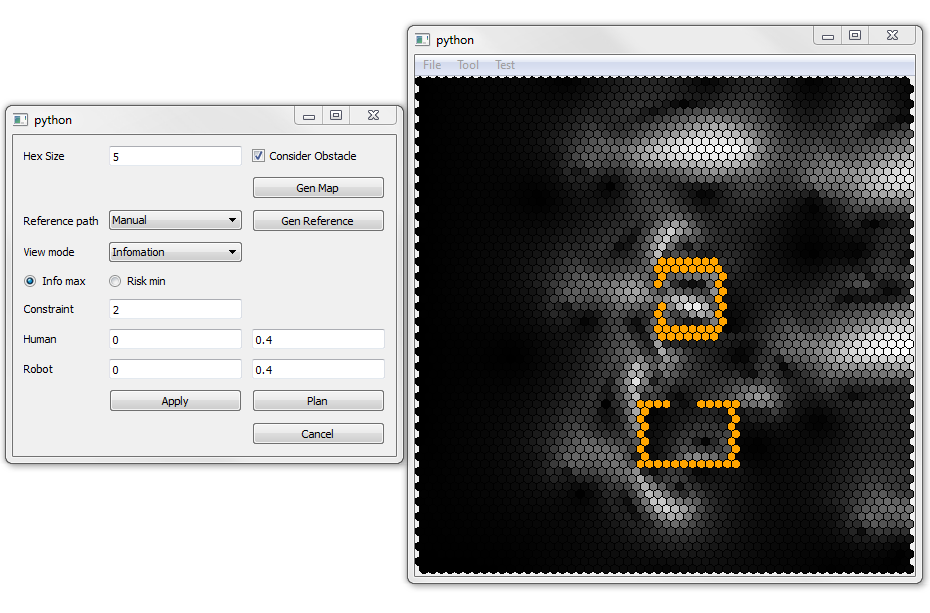 python
Hex Size 5 Consider Obstacle
Gen Map
Reference path Manual Gen Reference
View mode Infomation
Info max Risk min
Constraint 2
Human 0 0.4
Robot 0 0.4
Apply Plan
Cancel
python
File Tool Test